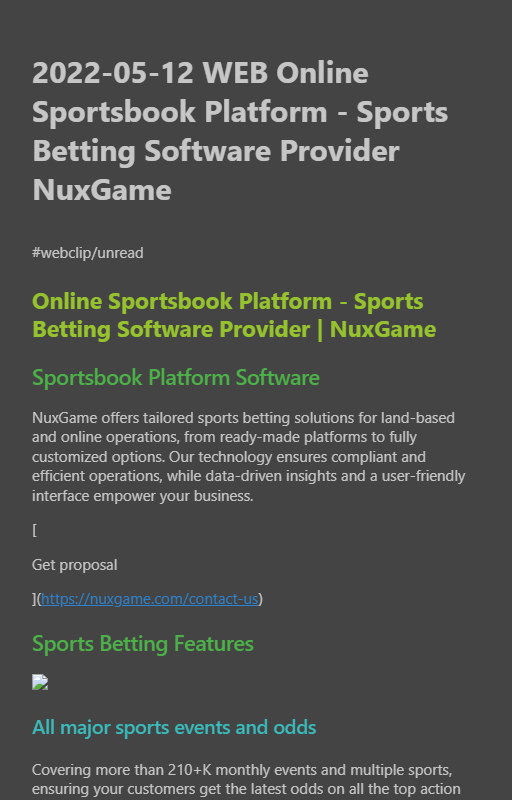 2022-05-12 WEB Online
Sportsbook Platform - Sports
Betting Software Provider
NuxGame
#webclip/unread
Online Sportsbook Platform - Sports
Betting Software Provider | NuxGame
Sportsbook Platform Software
NuxGame offers tailored sports betting solutions for land-based
and online operations, from ready-made platforms to fully
customized options. Our technology ensures compliant and
efficient operations, while data-driven insights and a user-friendly
interface empower your business.
[
Get proposal
](https://nuxgame.com/contact-us)
Sports Betting Features
All major sports events and odds
Covering more than 210+K monthly events and multiple sports,
ensuring your customers get the latest odds on all the top action